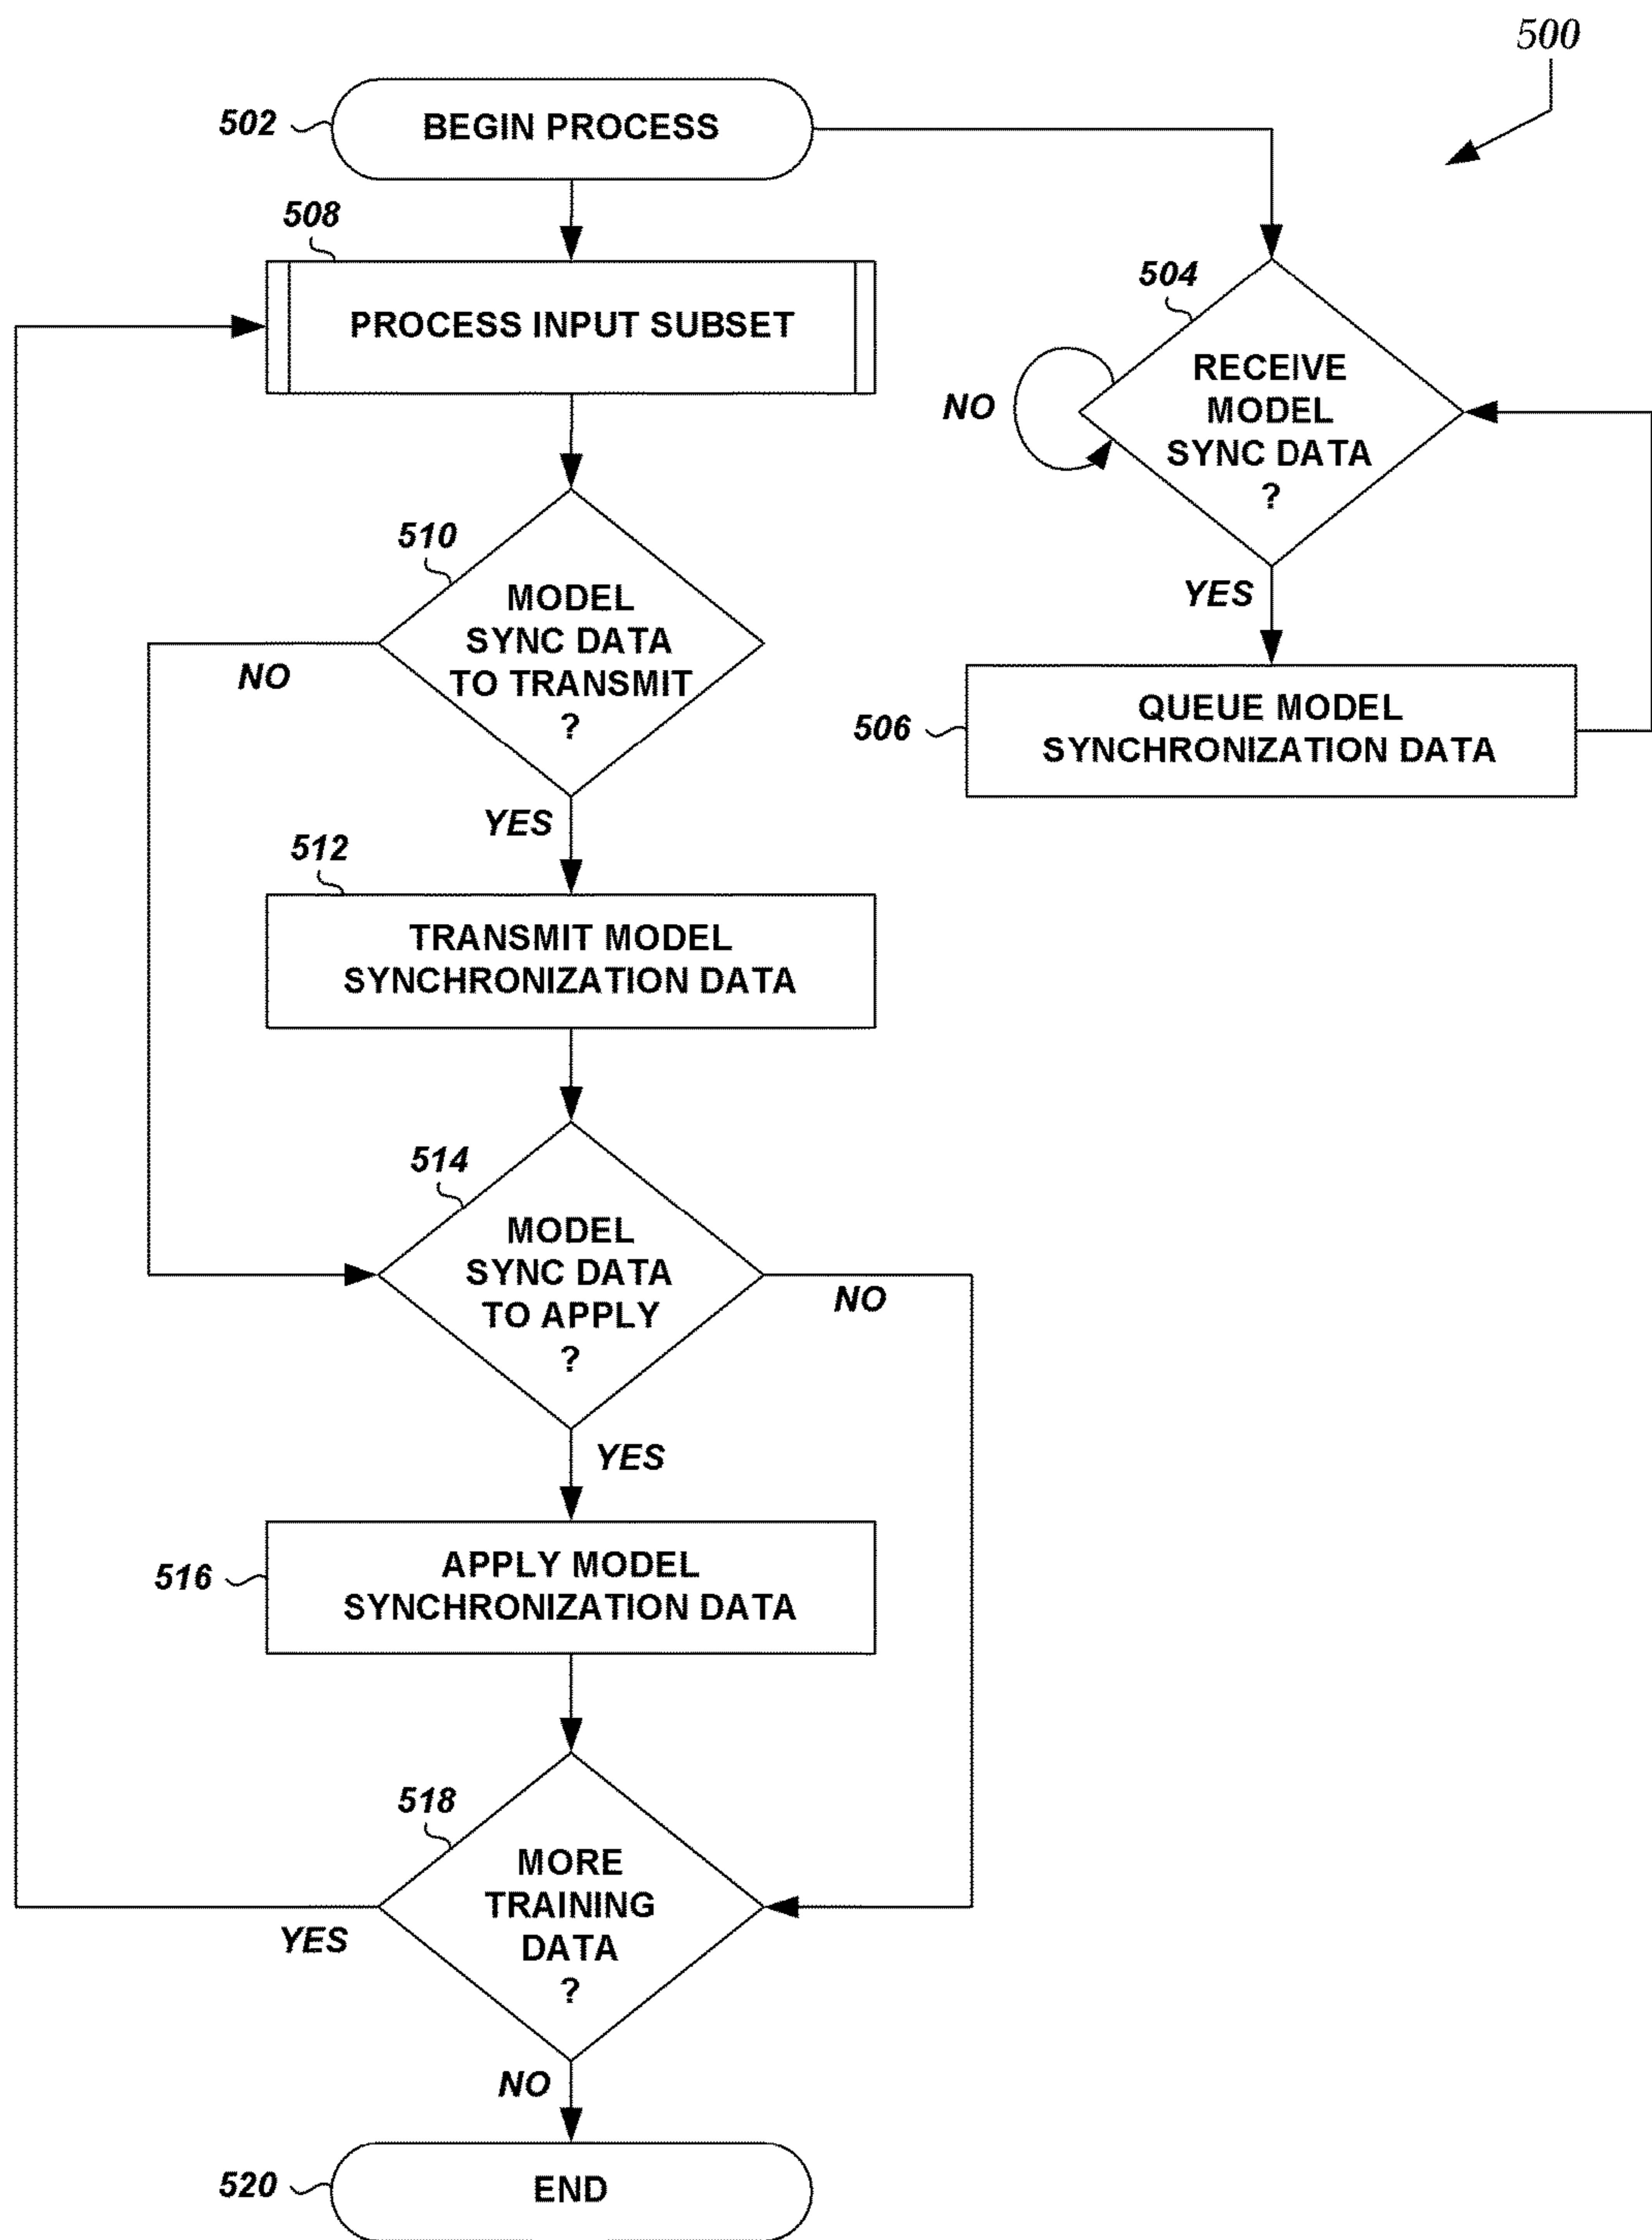 500
502
BEGIN PROCESS
508
PROCESS INPUT SUBSET
504
RECEIVE
MODEL
SYNC DATA
?
NO
YES
506
QUEUE MODEL
SYNCHRONIZATION DATA
510
MODEL
SYNC DATA
TO TRANSMIT
?
NO
YES
512
TRANSMIT MODEL
SYNCHRONIZATION DATA
514
MODEL
SYNC DATA
TO APPLY
?
NO
YES
516
APPLY MODEL
SYNCHRONIZATION DATA
518
MORE
TRAINING
DATA
?
YES
NO
520
END